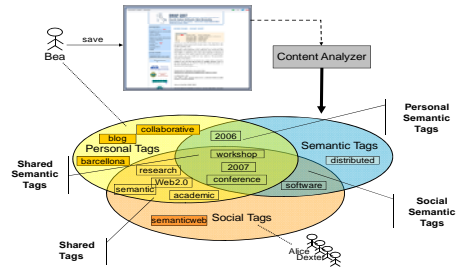 save
Bea
Content Analyzer
Personal
Semantic
Tags
collaborative
blog
Personal Tags
barcellona
2006
Semantic Tags
distributed
workshop
2007
conference
software
Shared
Semantic
Tags
research
Web2.0
semantic
academic
Social
Semantic
Tags
semanticweb
Social Tags
Shared
Tags
Alice
Dexter